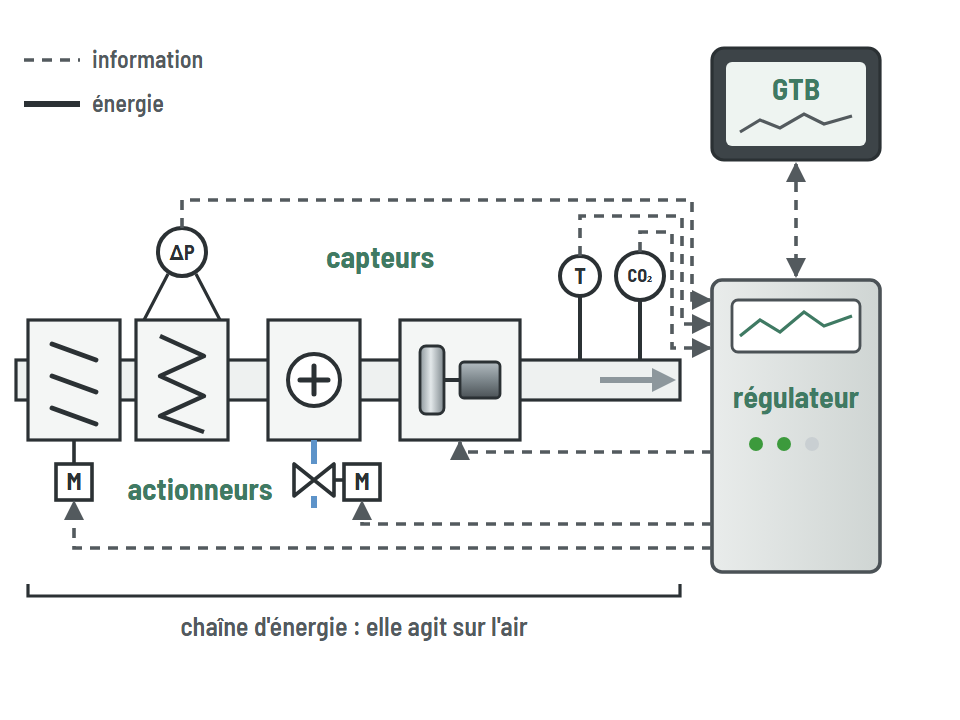 information
énergie
GTB
ΔP
capteurs
T
CO₂
régulateur
M
actionneurs
M
chaîne d'énergie : elle agit sur l'air